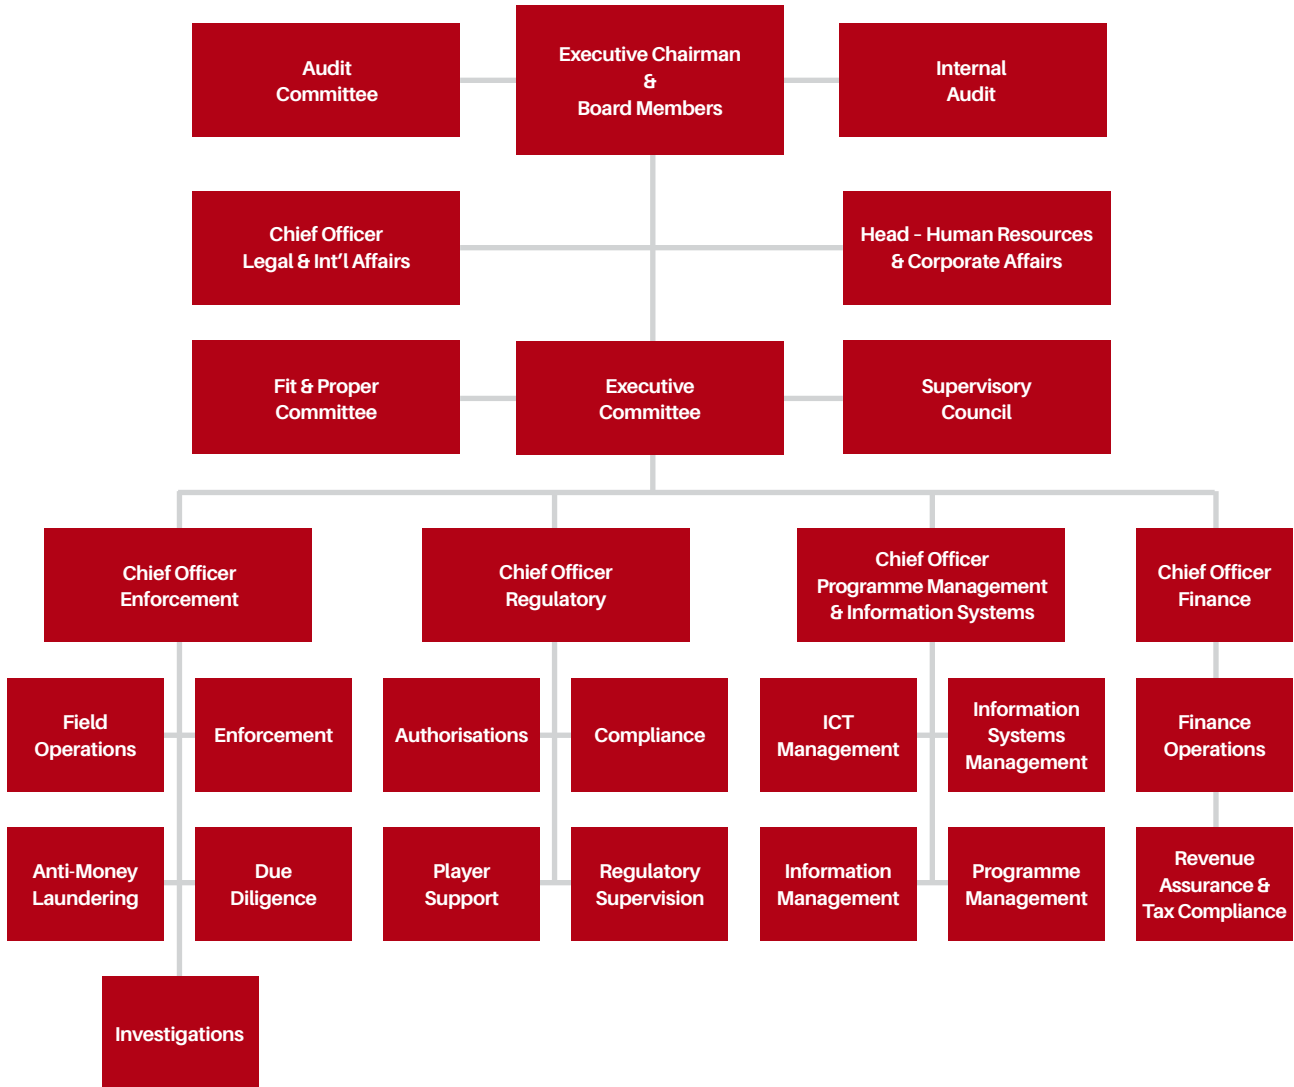 Audit
Committee
Executive Chairman
&
Board Members
Internal
Audit
Chief Officer
Legal & Int’l Affairs
Head – Human Resources
& Corporate Affairs
Fit & Proper
Committee
Executive
Committee
Supervisory
Council
Chief Officer
Enforcement
Chief Officer
Regulatory
Chief Officer
Programme Management
& Information Systems
Chief Officer
Finance
Field
Operations
Enforcement
Authorisations
Compliance
ICT
Management
Information
Systems
Management
Finance
Operations
Anti-Money
Laundering
Due
Diligence
Player
Support
Regulatory
Supervision
Information
Management
Programme
Management
Revenue
Assurance &
Tax Compliance
Investigations